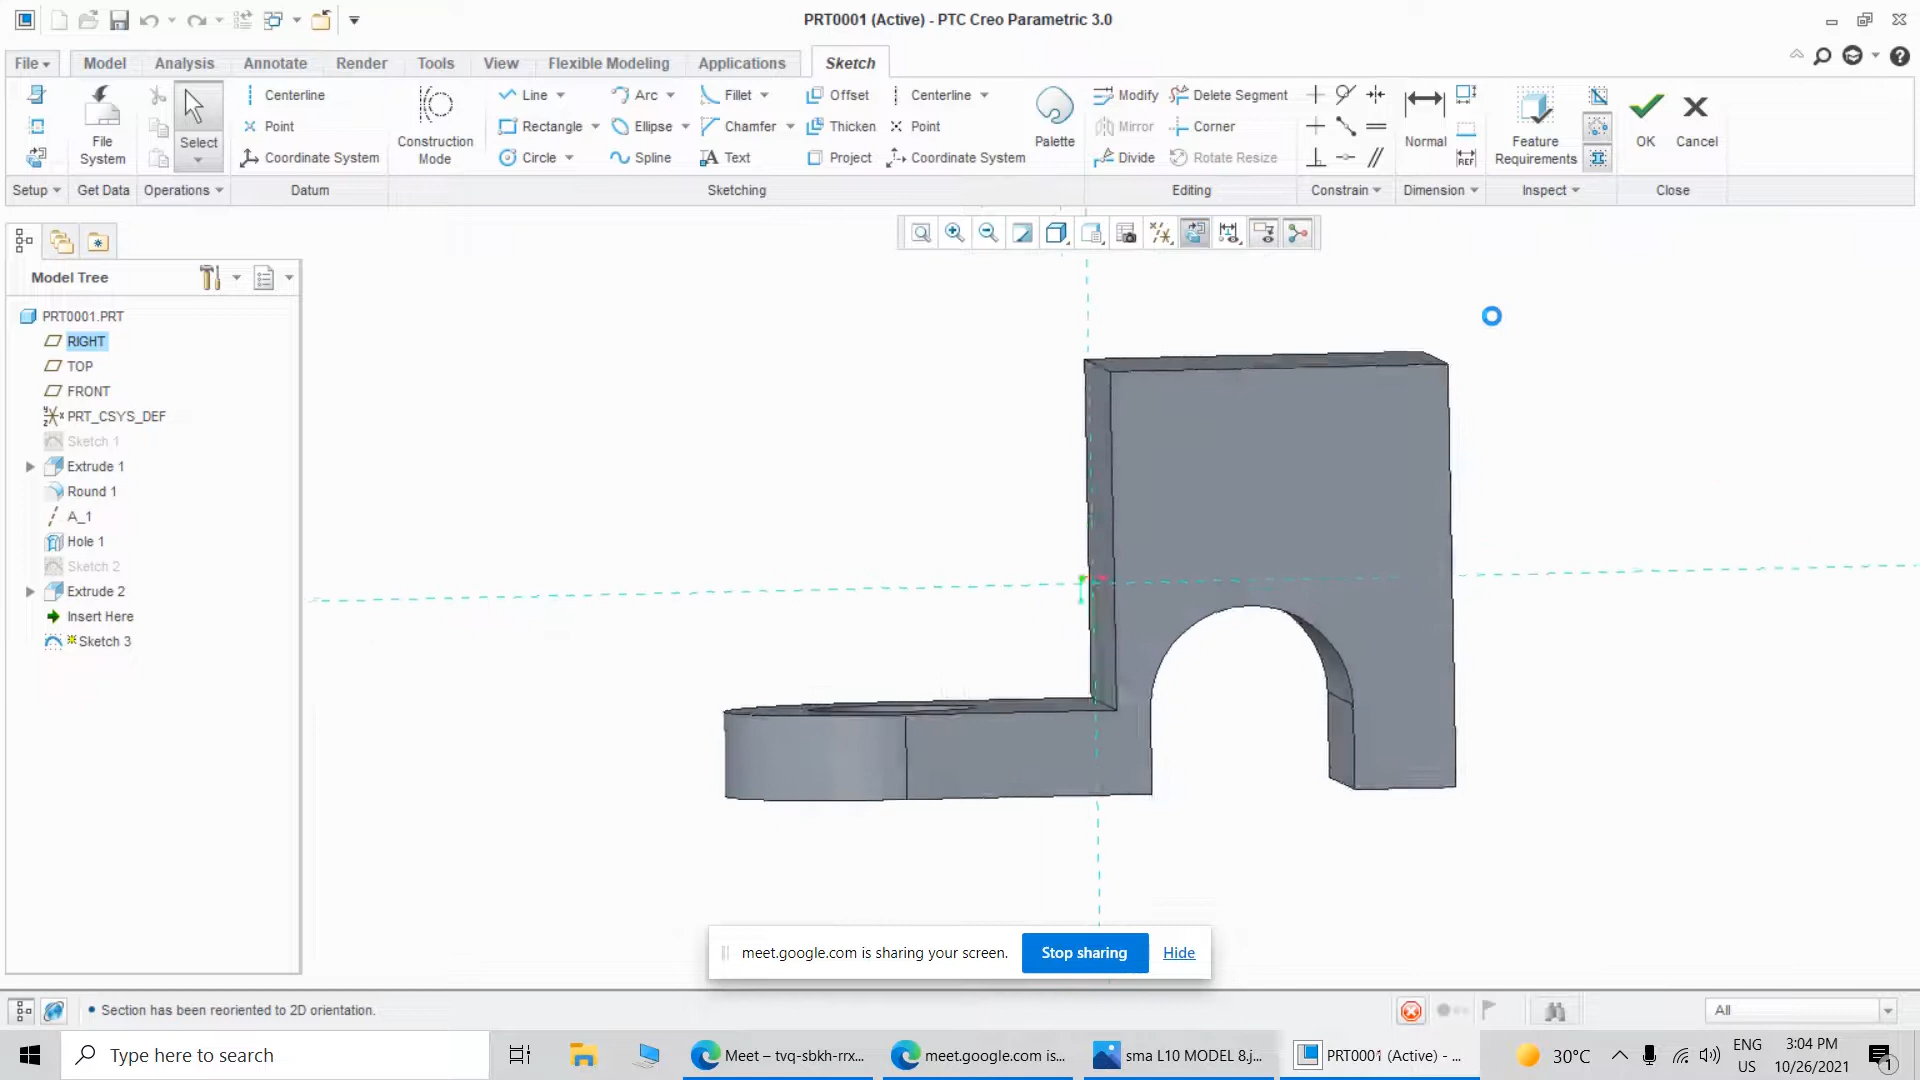 PRT0001 (Active) - PTC Creo Parametric 3.0
File Model Analysis Annotate Render Tools View Flexible Modeling Applications Sketch
Centerline Line Arc Fillet Offset Centerline Modify Delete Segment
Point Rectangle Ellipse Chamfer Thicken Point Mirror Corner
Coordinate System Circle Spline Text Project Coordinate System Divide Rotate Resize
File System
Select
Construction Mode
Palette
Normal
REF
Feature Requirements
OK Cancel
Setup Get Data Operations Datum Sketching Editing Constrain Dimension Inspect Close
Model Tree
PRT0001.PRT
RIGHT
TOP
FRONT
PRT_CSYS_DEF
Sketch 1
Extrude 1
Round 1
A_1
Hole 1
Sketch 2
Extrude 2
Insert Here
Sketch 3
meet.google.com is sharing your screen. Stop sharing Hide
Section has been reoriented to 2D orientation.
All
Type here to search
Meet – tvq-sbkh-rrx...
meet.google.com is...
sma L10 MODEL 8.j...
PRT0001 (Active) - ...
30°C
ENG
US
3:04 PM
10/26/2021
1